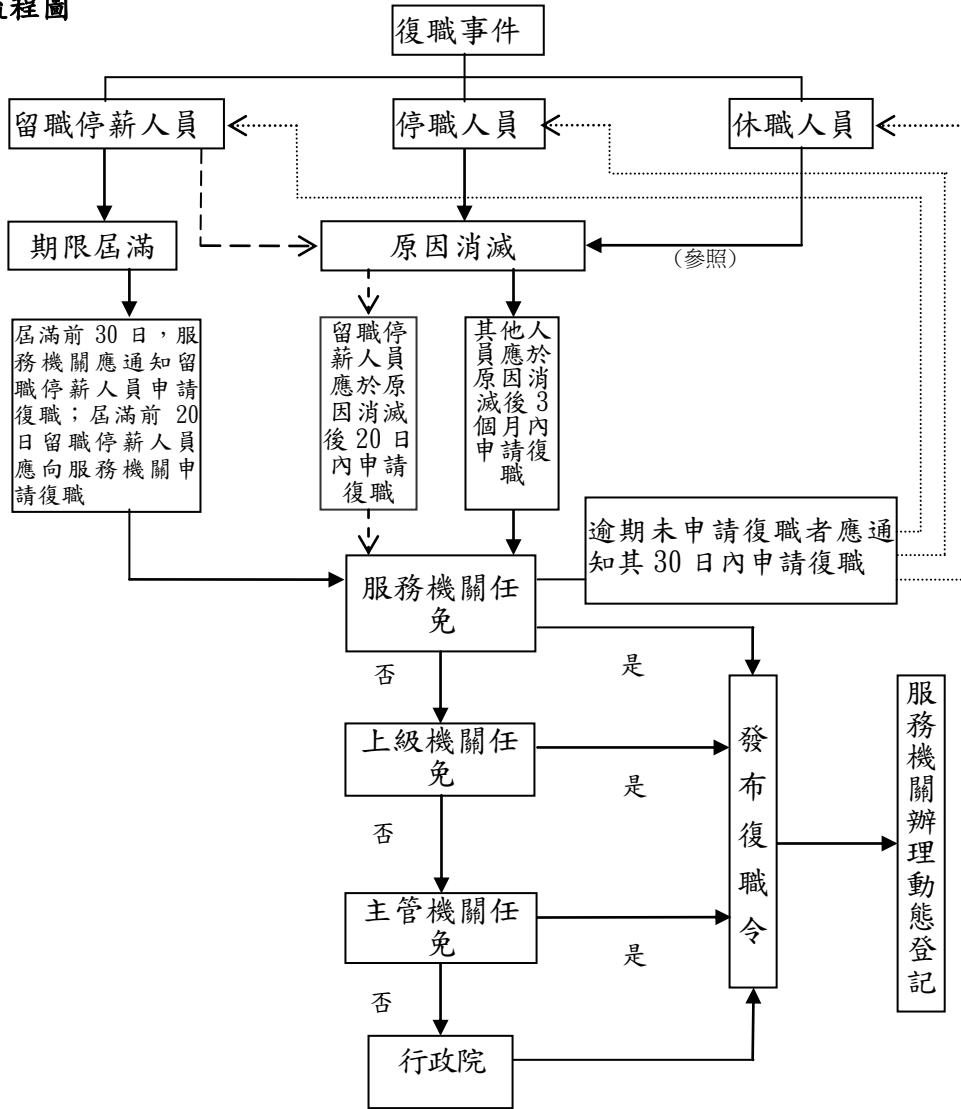 程圖
復職事件
留職停薪人員
停職人員
休職人員
期限屆滿
原因消滅
（參照）
屆滿前 30 日，服
務機關應通知留
職停薪人員申請
復職；屆滿前 20
日留職停薪人員
應向服務機關申
請復職
留職停
薪人員
應於原
因消滅
後 20 日
內申請
復職
其他人
員應於
原因消
滅後 3
個月內
申請復
職
逾期未申請復職者應通
知其 30 日內申請復職
服務機關任
免
否
是
上級機關任
免
是
否
主管機關任
免
是
否
行政院
發布復職令
服務機關辦理動態登記